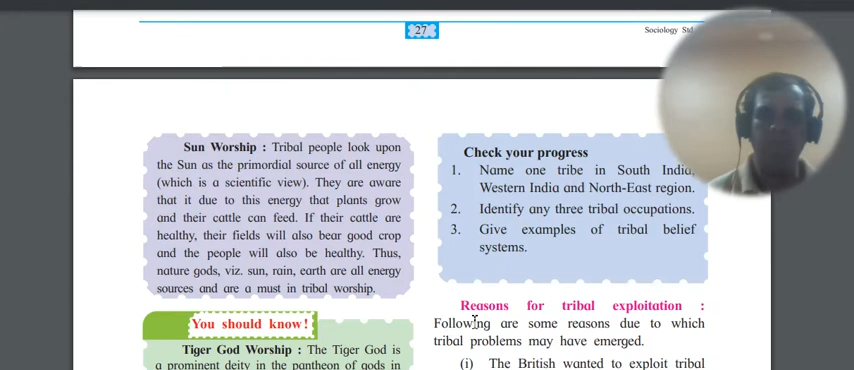 27
Sociology Std
Sun Worship : Tribal people look upon
the Sun as the primordial source of all energy
(which is a scientific view). They are aware
that it due to this energy that plants grow
and their cattle can feed. If their cattle are
healthy, their fields will also bear good crop
and the people will also be healthy. Thus,
nature gods, viz. sun, rain, earth are all energy
sources and are a must in tribal worship.
You should know!
Tiger God Worship : The Tiger God is
a prominent deity in the pantheon of gods in
Check your progress
1. Name one tribe in South India,
Western India and North-East region.
2. Identify any three tribal occupations.
3. Give examples of tribal belief
systems.
Reasons for tribal exploitation :
Following are some reasons due to which
tribal problems may have emerged.
(i) The British wanted to exploit tribal